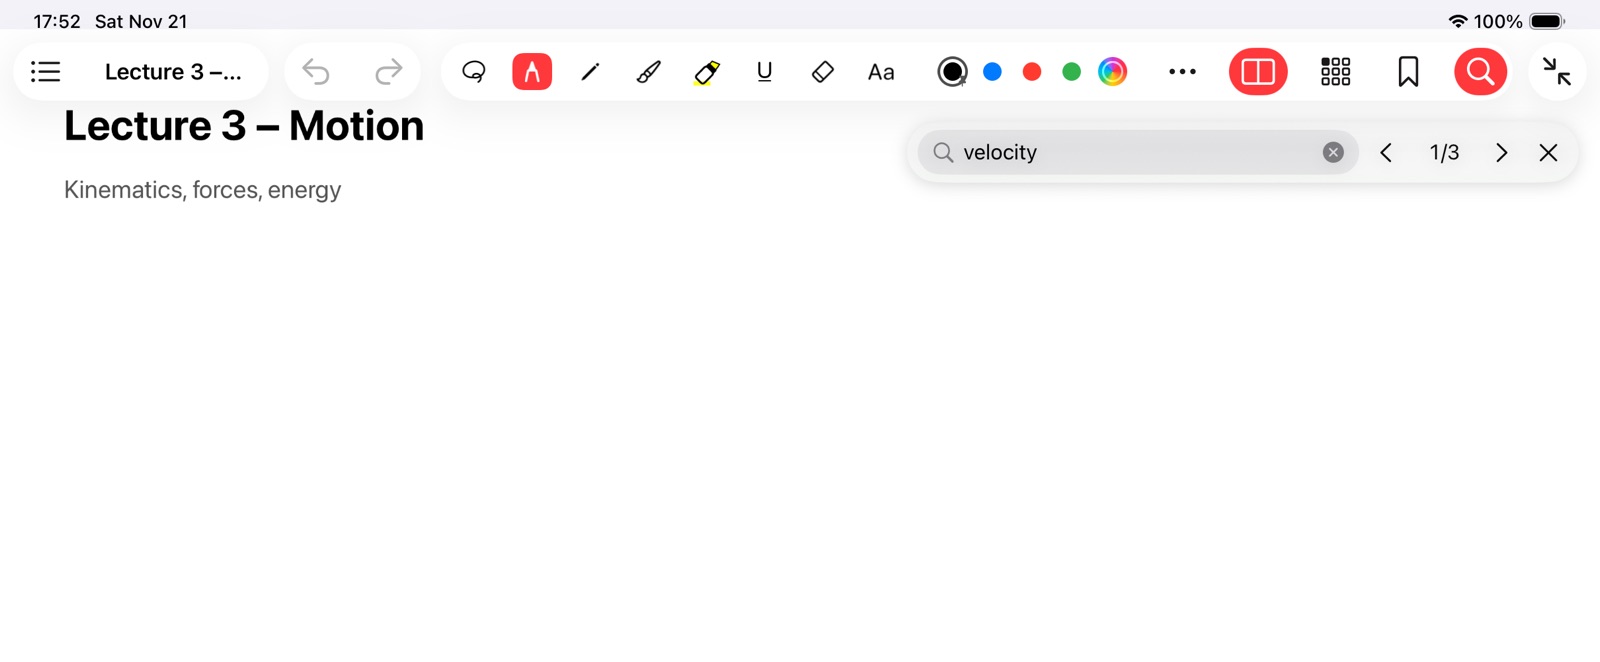 17:52 Sat Nov 21
100%
Lecture 3 –...
U
Aa
Lecture 3 – Motion
velocity
1/3
Kinematics, forces, energy